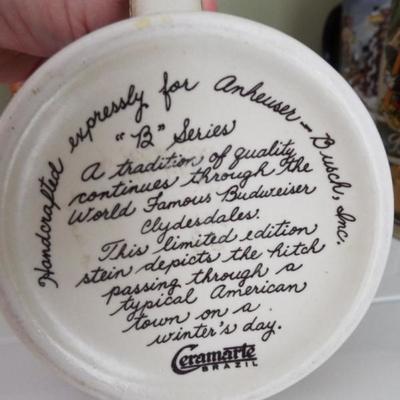 Handcrafted expressly for Anheuser-Busch, Inc.
"B" Series
A tradition of quality
continues through the
World Famous Budweiser
Clydesdales.
This limited edition
stein depicts the hitch
passing through a
typical American
town on a
winter's day.
Ceramarte
BRAZIL